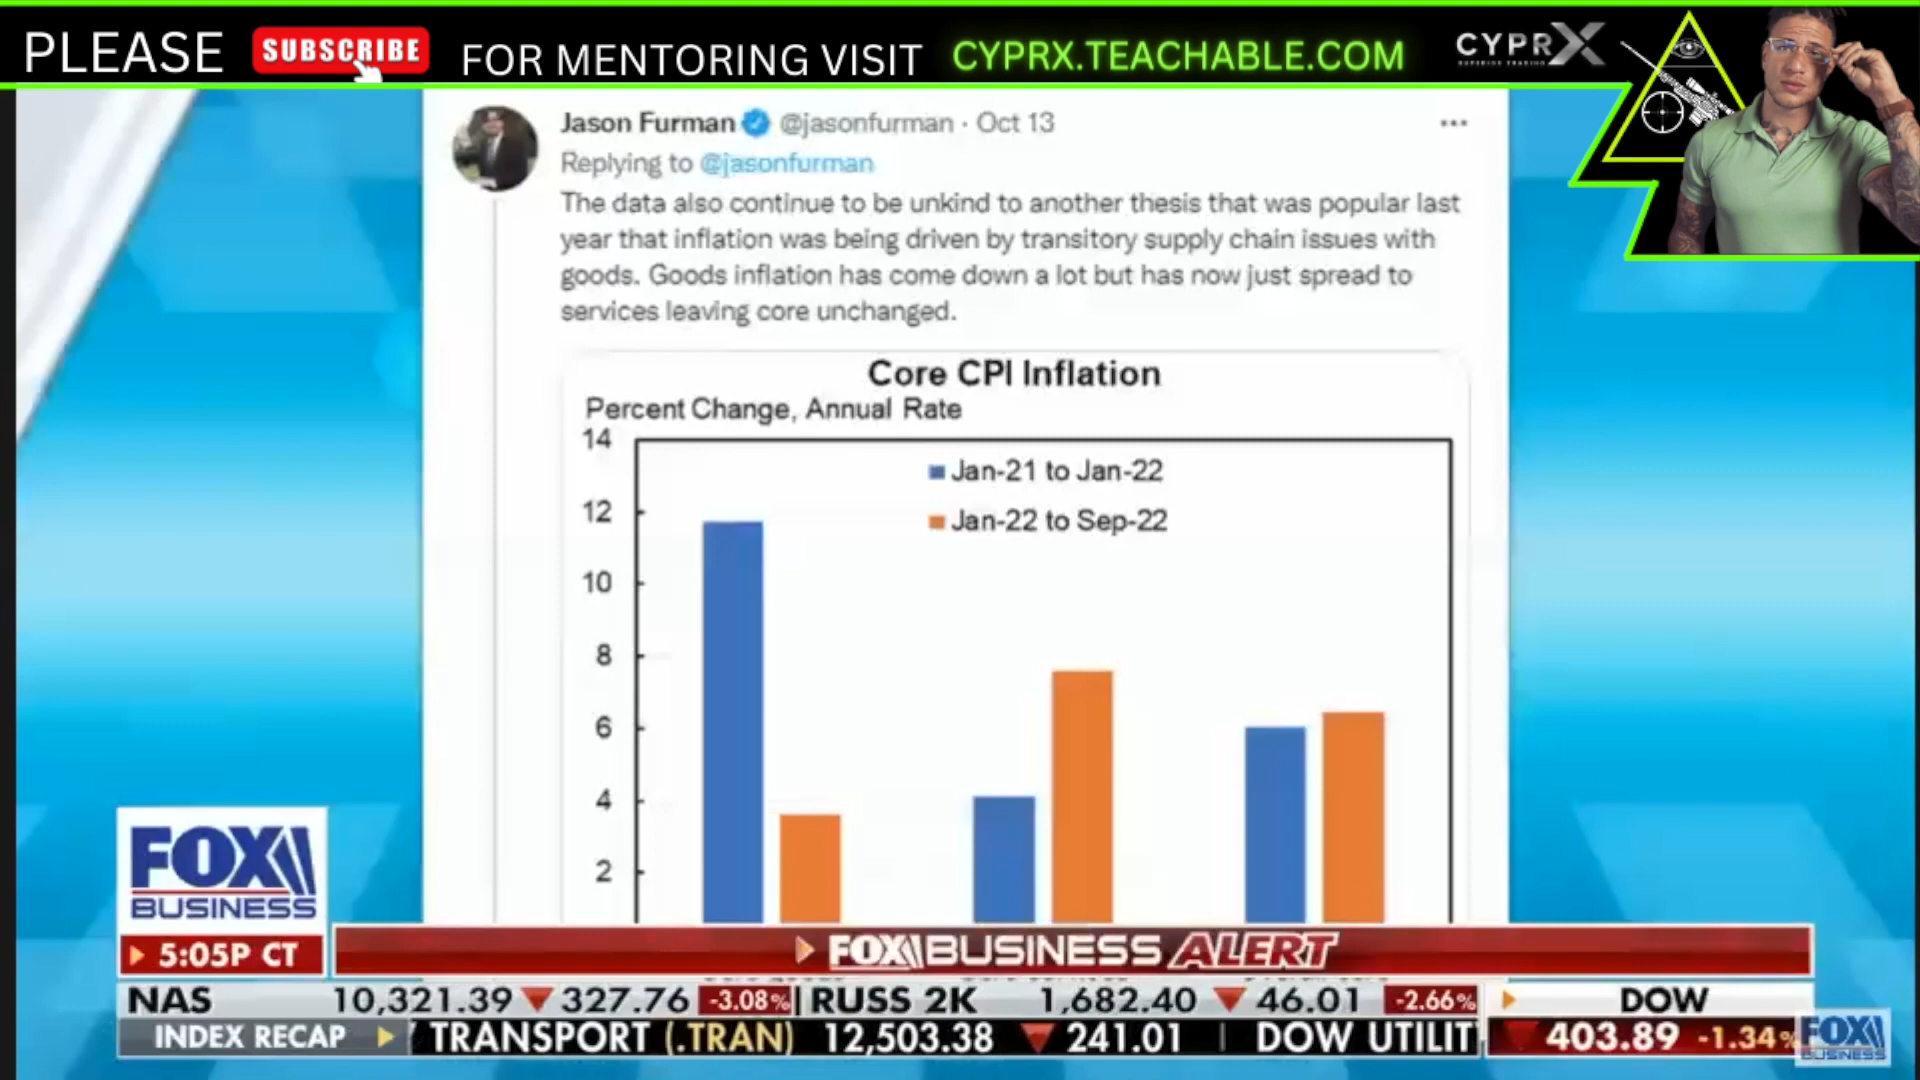 PLEASE SUBSCRIBE FOR MENTORING VISIT CYPRX.TEACHABLE.COM CYPRX
Jason Furman @jasonfurman · Oct 13
Replying to @jasonfurman
The data also continue to be unkind to another thesis that was popular last
year that inflation was being driven by transitory supply chain issues with
goods. Goods inflation has come down a lot but has now just spread to
services leaving core unchanged.
Core CPI Inflation
Percent Change, Annual Rate
14
Jan-21 to Jan-22
12
Jan-22 to Sep-22
10
8
6
4
2
FOX
BUSINESS
5:05P CT
FOX BUSINESS ALERT
NAS 10,321.39 ▼ 327.76 -3.08% RUSS 2K 1,682.40 ▼ 46.01 -2.66% DOW
INDEX RECAP TRANSPORT (.TRAN) 12,503.38 ▼ 241.01 | DOW UTILIT 403.89 -1.34%
FOX
BUSINESS